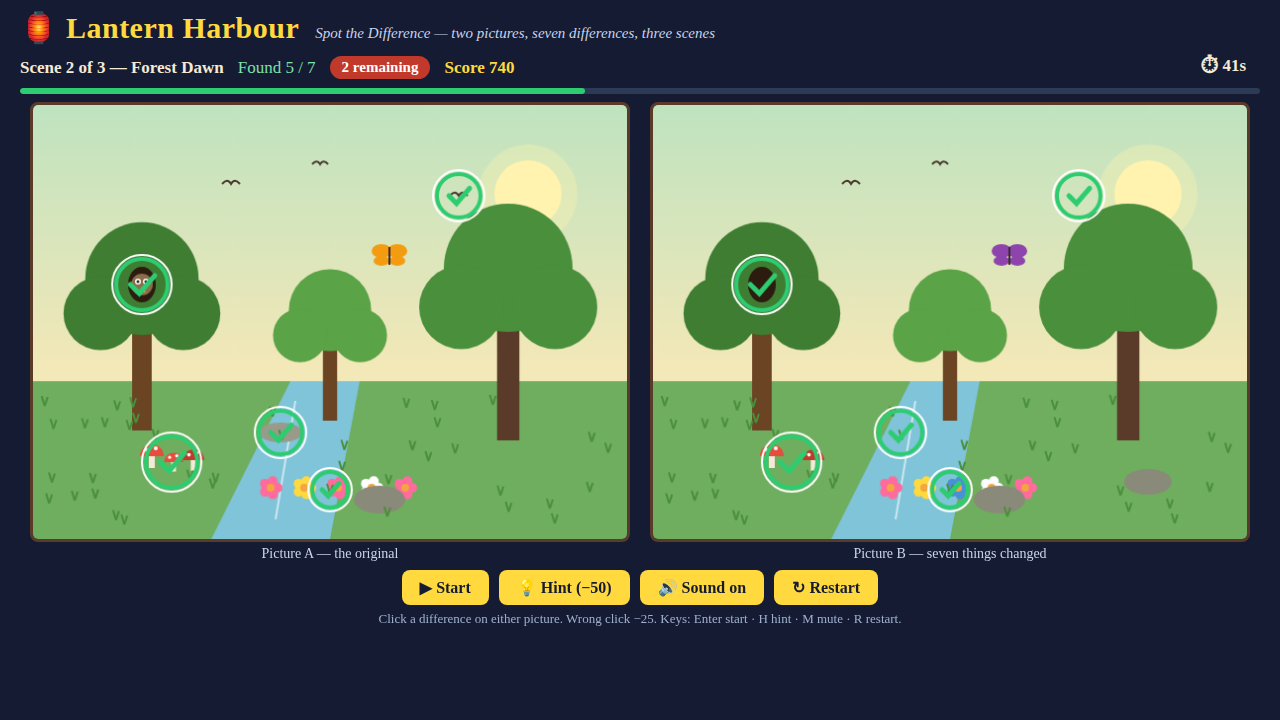 Lantern Harbour
Spot the Difference — two pictures, seven differences, three scenes
Scene 2 of 3 — Forest Dawn Found 5 / 7 2 remaining Score 740 ⏱ 41s
Picture A — the original
Picture B — seven things changed
▶ Start
💡 Hint (−50)
🔊 Sound on
↻ Restart
Click a difference on either picture. Wrong click −25. Keys: Enter start · H hint · M mute · R restart.